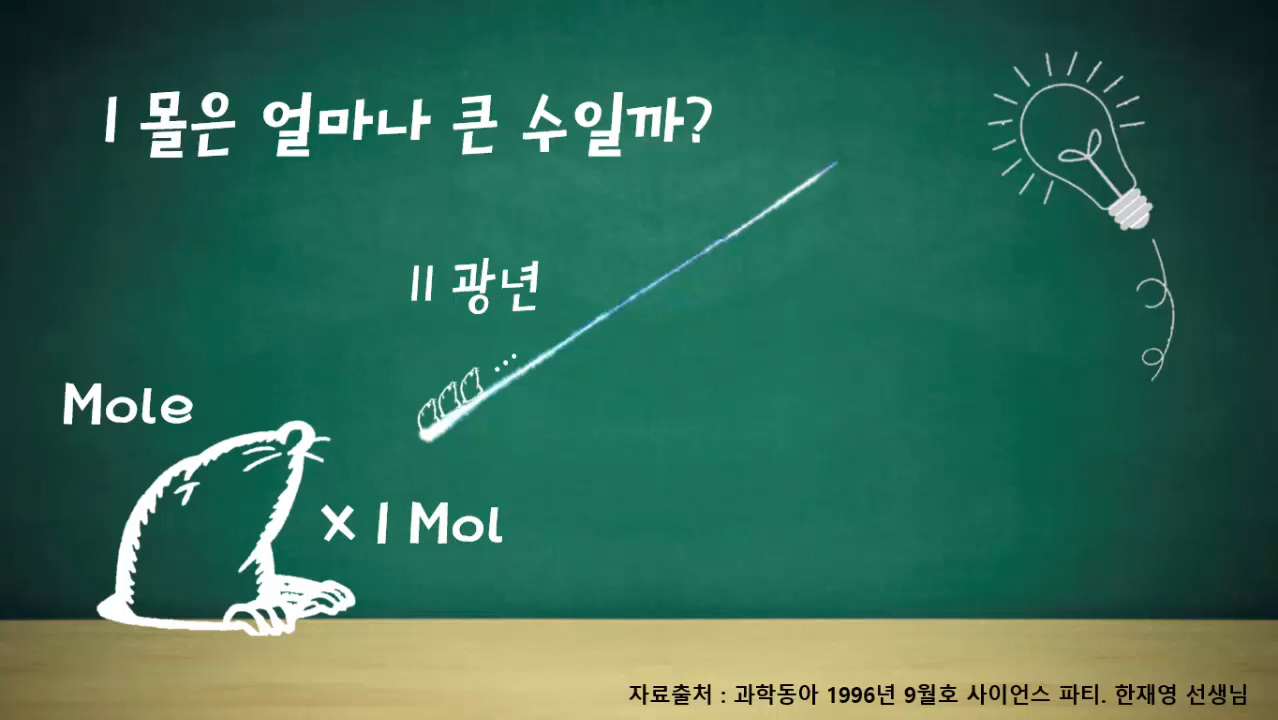 1 몰은 얼마나 큰 수일까?
11 광년
Mole
x 1 Mol
자료출처 : 과학동아 1996년 9월호 사이언스 파티. 한재영 선생님